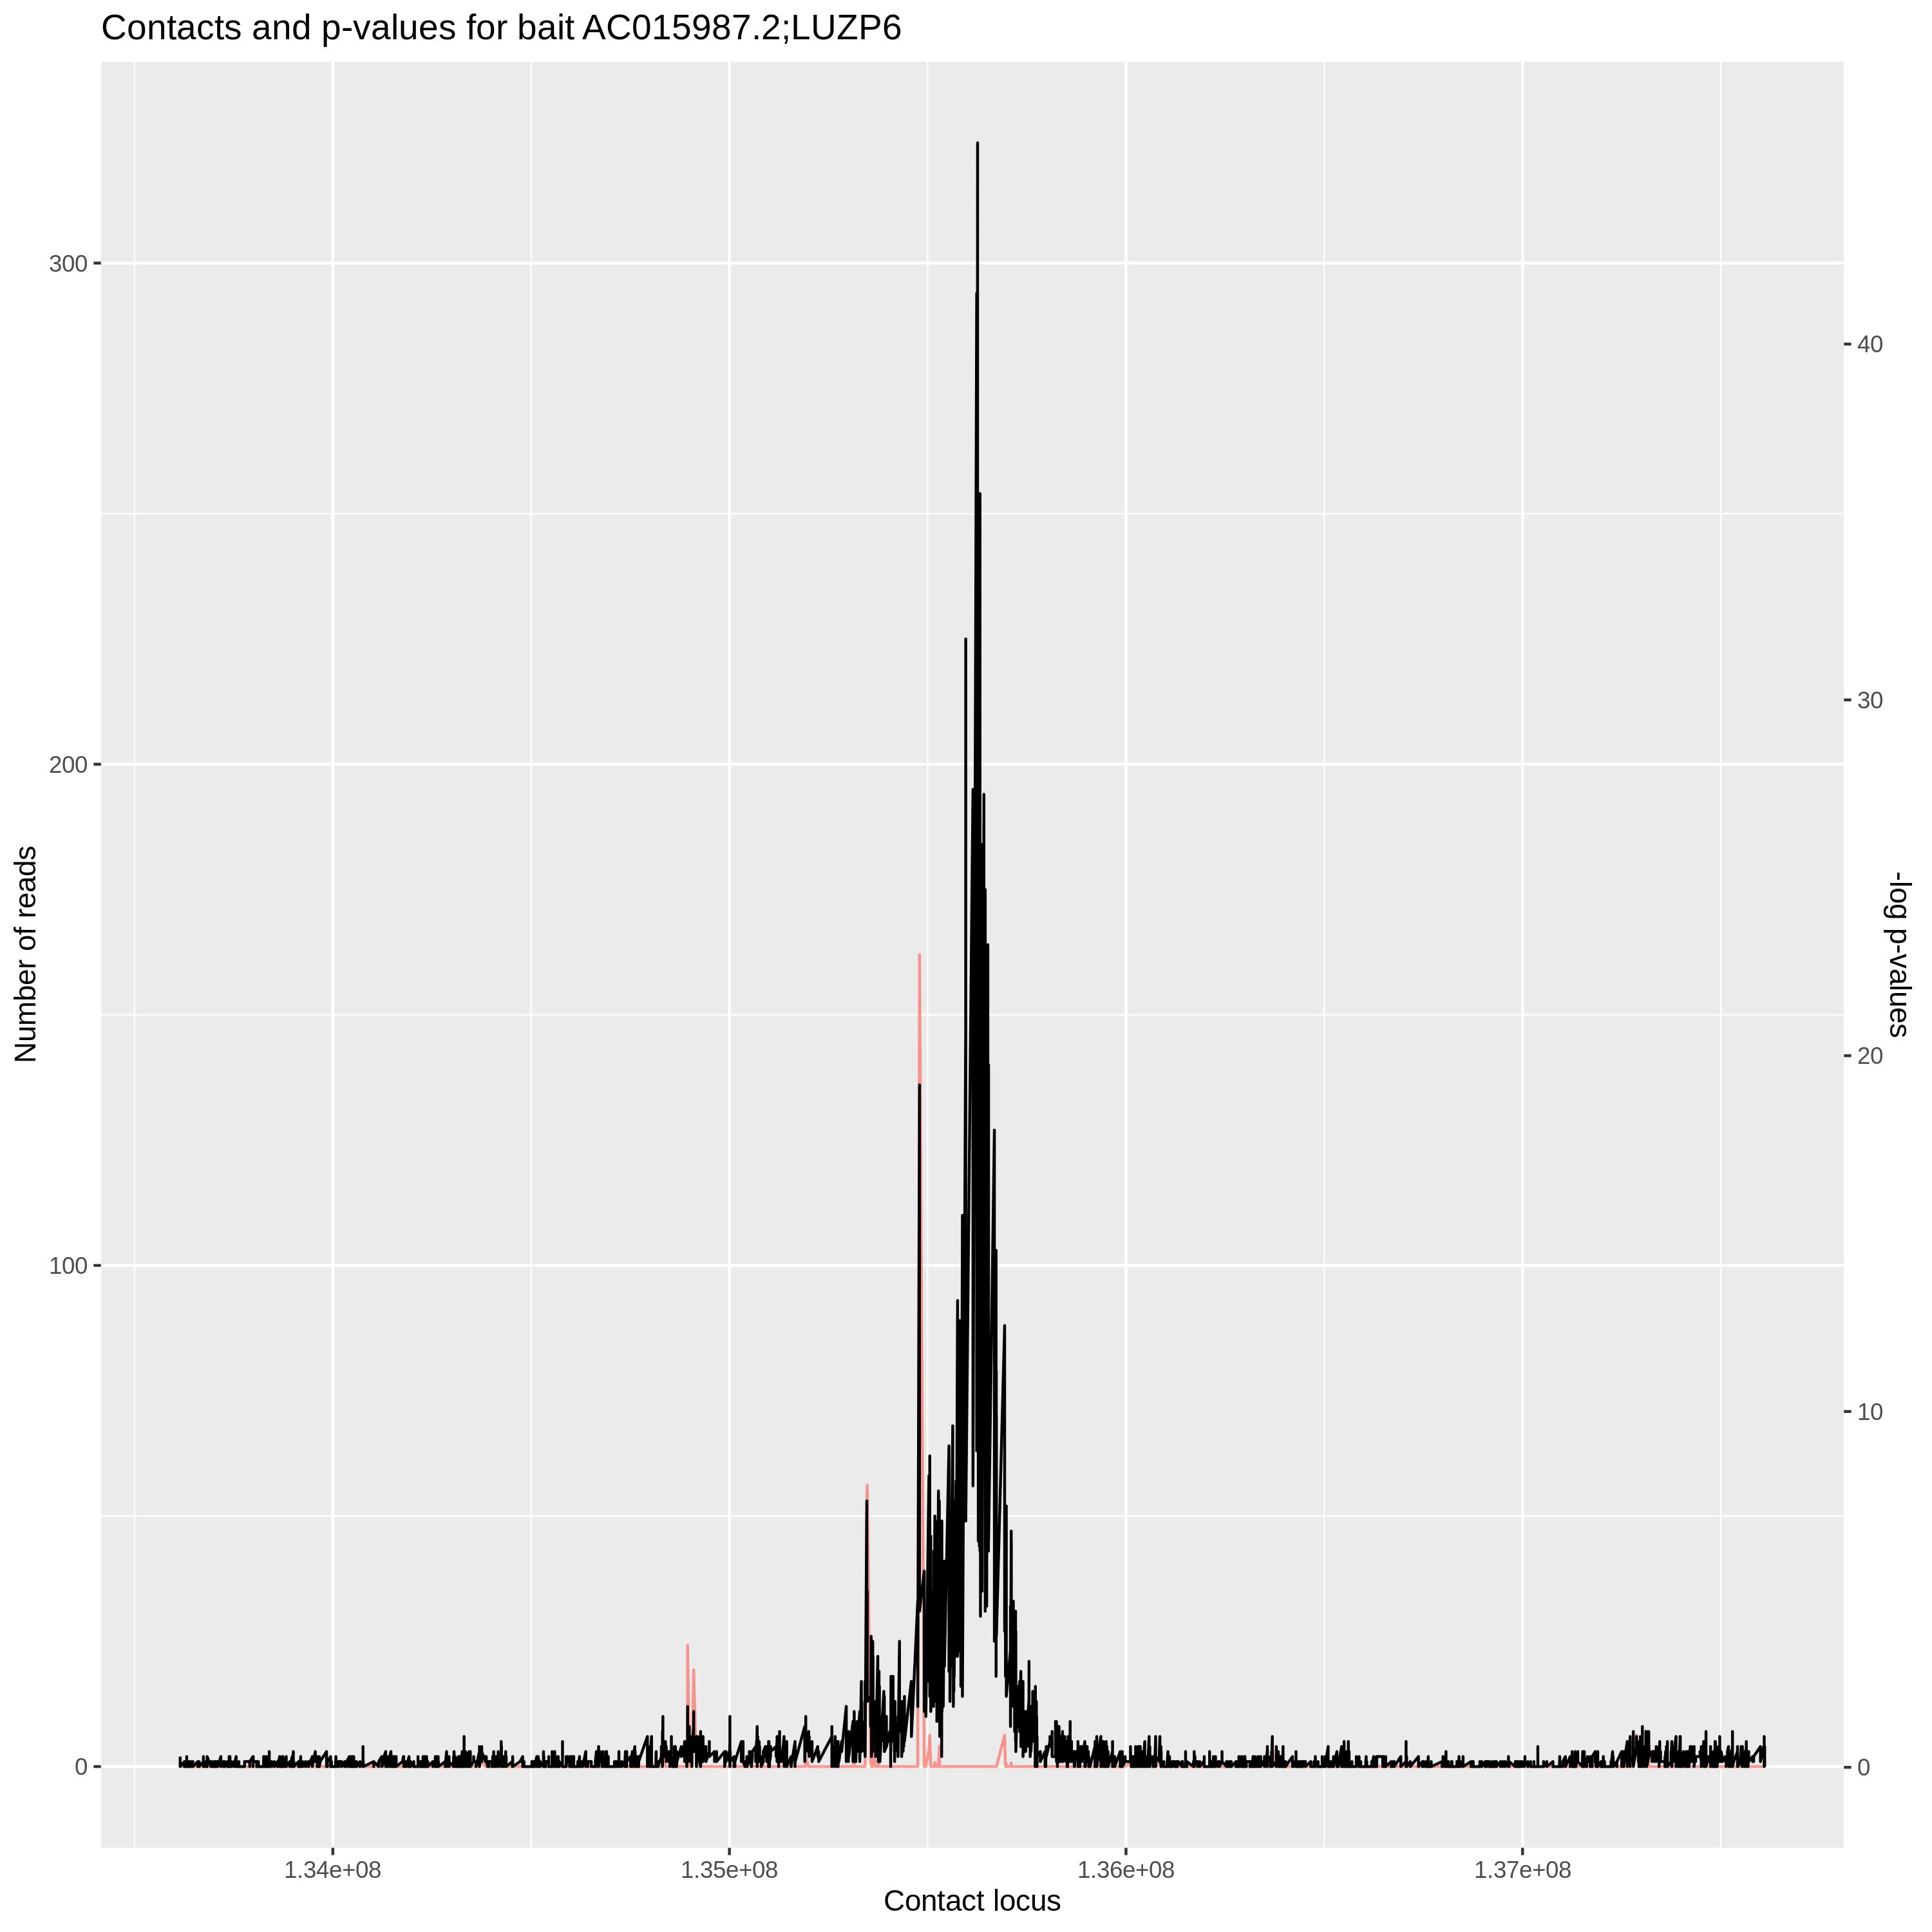 Contacts and p-values for bait AC015987.2;LUZP6
300
200
100
0
Number of reads
40
30
20
10
0
-log p-values
1.34e+08 1.35e+08 1.36e+08 1.37e+08
Contact locus